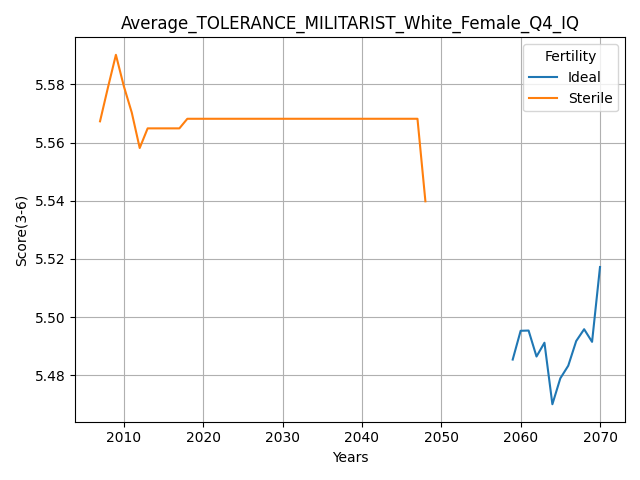 Average_TOLERANCE_MILITARIST_White_Female_Q4_IQ
Fertility
Ideal
Sterile
Score(3-6)
5.58
5.56
5.54
5.52
5.50
5.48
2010 2020 2030 2040 2050 2060 2070
Years